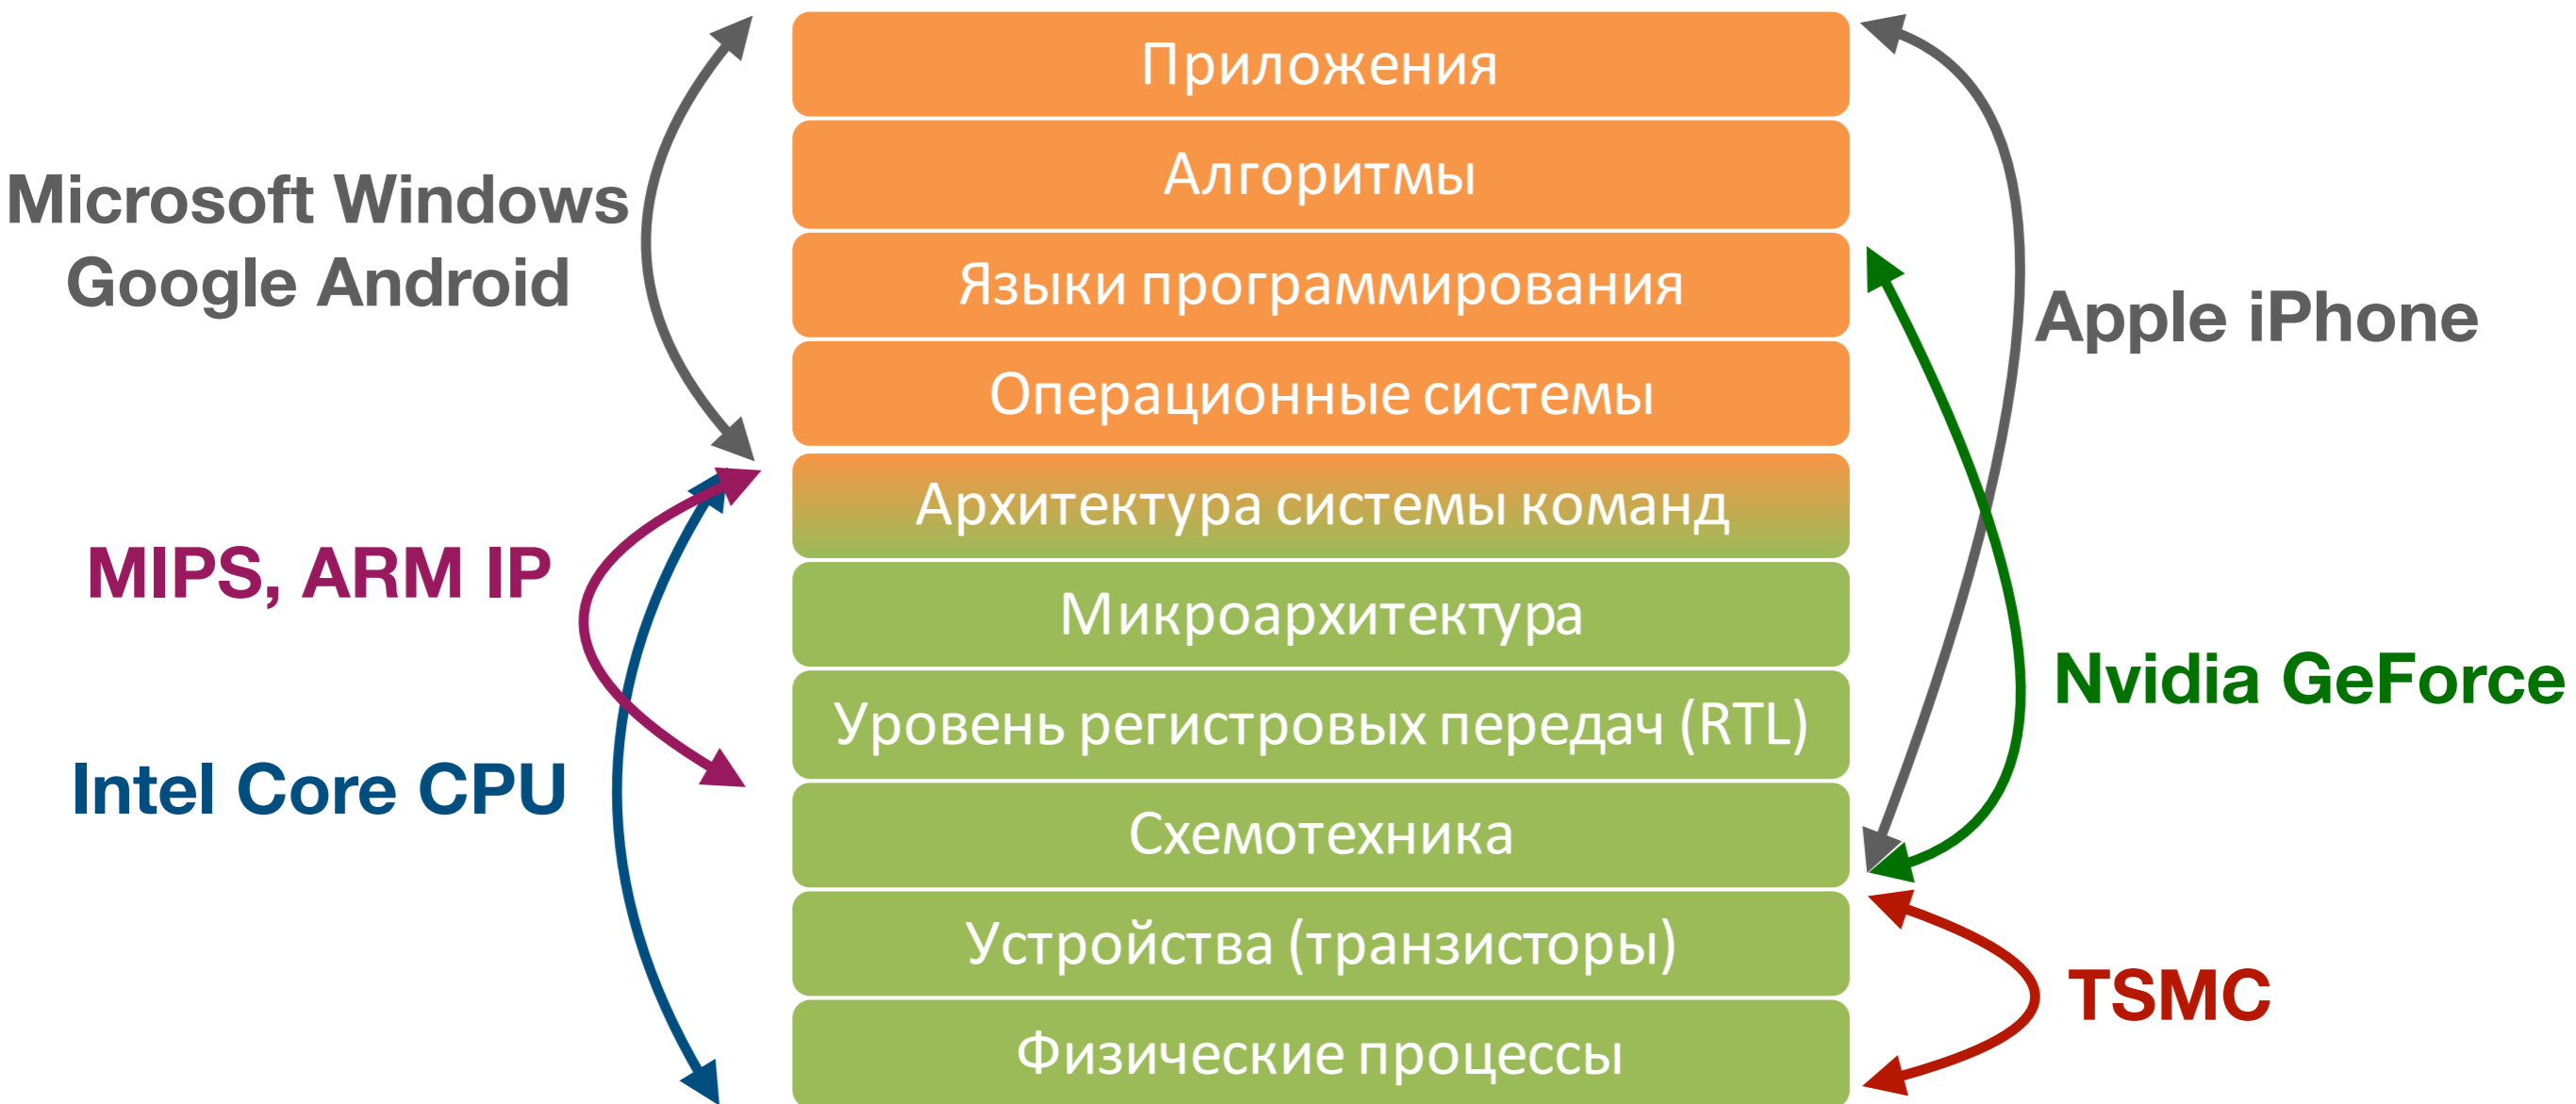 Microsoft Windows
Google Android
MIPS, ARM IP
Intel Core CPU
Приложения
Алгоритмы
Языки программирования
Операционные системы
Архитектура системы команд
Микроархитектура
Уровень регистровых передач (RTL)
Схемотехника
Устройства (транзисторы)
Физические процессы
Apple iPhone
Nvidia GeForce
TSMC